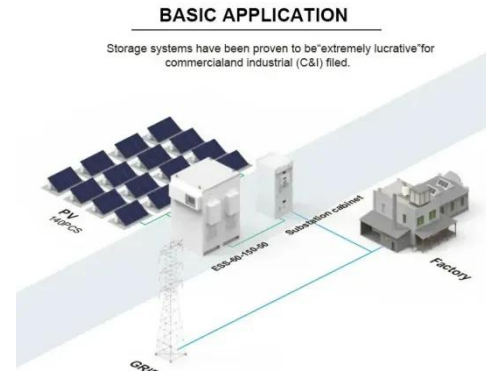 BASIC APPLICATION
Storage systems have been proven to be“extremely lucrative”for
commercialand industrial (C&I) filed.
PV
140PCS
ESS-60-150-50
Substation cabinet
Factory